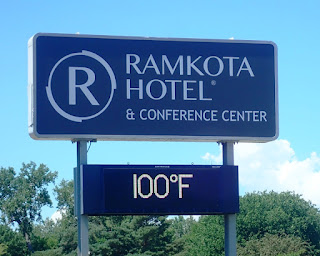 R
RAMKOTA
HOTEL®
& CONFERENCE CENTER
100°F